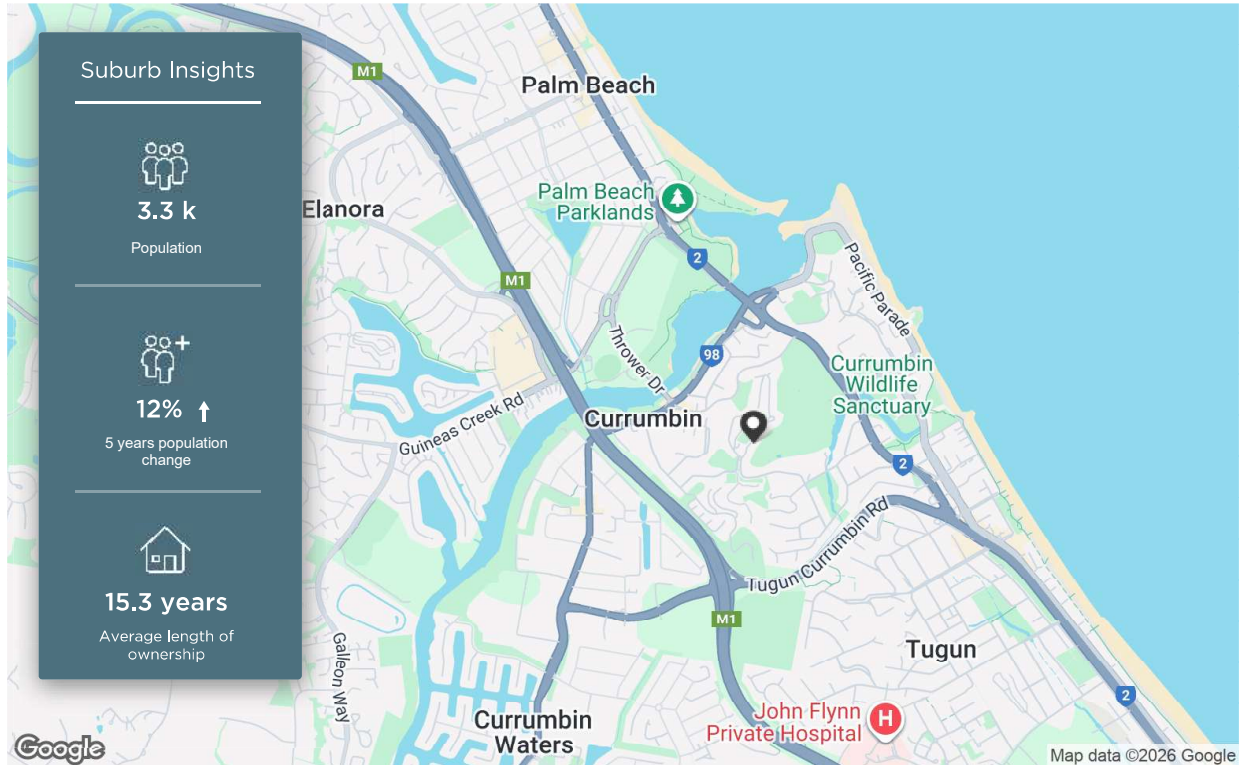 Suburb Insights
3.3 k
Population
12%
5 years population
change
15.3 years
Average length of
ownership
M1
Palm Beach
Palm Beach
Parklands
Elanora
2
M1
Pacific Parade
Thrower Dr
98
Currumbin
Wildlife
Sanctuary
Guineas Creek Rd
Currumbin
2
Tugun Currumbin Rd
M1
Galleon Way
Tugun
2
Currumbin
Waters
John Flynn
Private Hospital
H
Google
Map data ©2026 Google